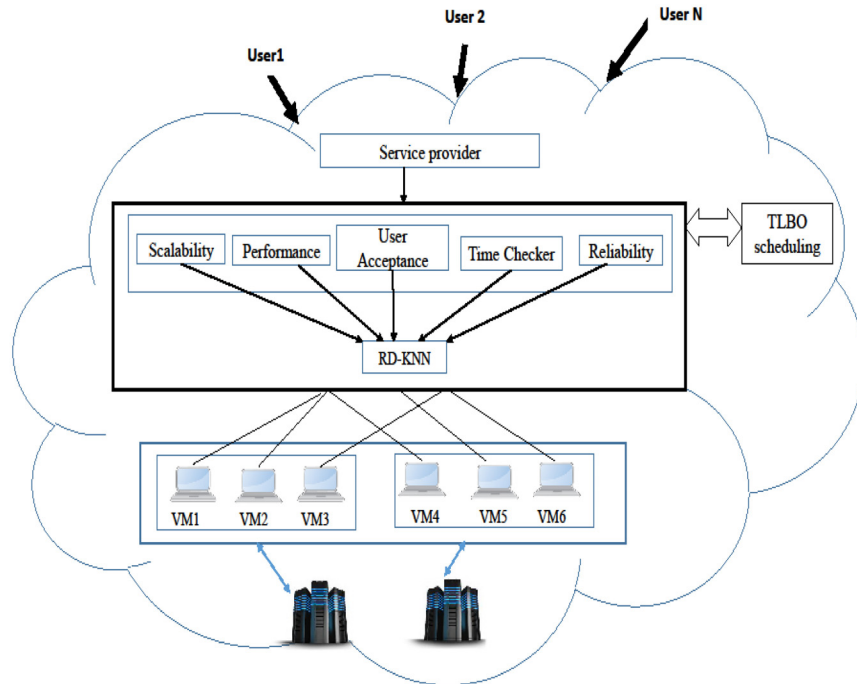 User1
User 2
User N
Service provider
Scalability
Performance
User
Acceptance
Time Checker
Reliability
TLBO
scheduling
RD-KNN
VM1
VM2
VM3
VM4
VM5
VM6